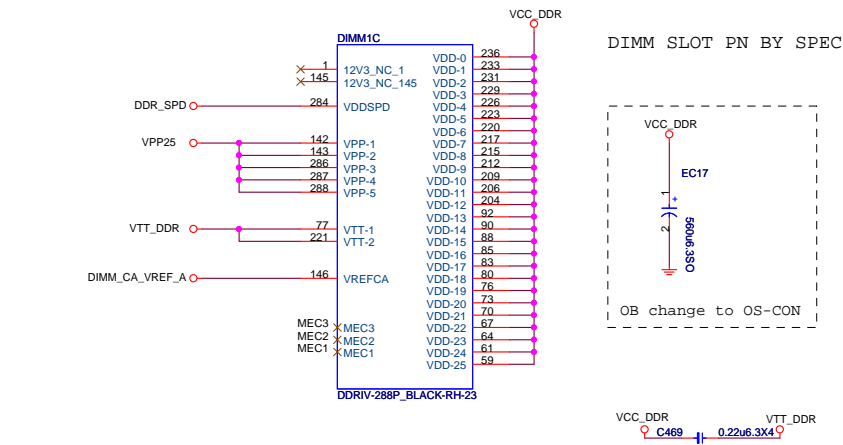 VCC_DDR
DIMM1C
DIMM SLOT PN BY SPEC
VDD-0 236
1 12V3_NC_1 VDD-1 233
145 12V3_NC_145 VDD-2 231
VDD-3 229
DDR_SPD 284 VDDSPD VDD-4 226
VDD-5 223
VDD-6 220
VPP25 142 VPP-1 VDD-7 217
143 VPP-2 VDD-8 215
286 VPP-3 VDD-9 212
287 VPP-4 VDD-10 209
288 VPP-5 VDD-11 206
VDD-12 204
VDD-13 92
VTT_DDR 77 VTT-1 VDD-14 90
221 VTT-2 VDD-15 88
VDD-16 85
VDD-17 83
DIMM_CA_VREF_A 146 VREFCA VDD-18 80
VDD-19 76
VDD-20 73
VDD-21 70
MEC3 MEC3 VDD-22 67
MEC2 MEC2 VDD-23 64
MEC1 MEC1 VDD-24 61
VDD-25 59
DDRIV-288P_BLACK-RH-23
VCC_DDR
EC17
1
+
2
560u6.3SO
OB change to OS-CON
VCC_DDR VTT_DDR
C469 0.22u6.3X4